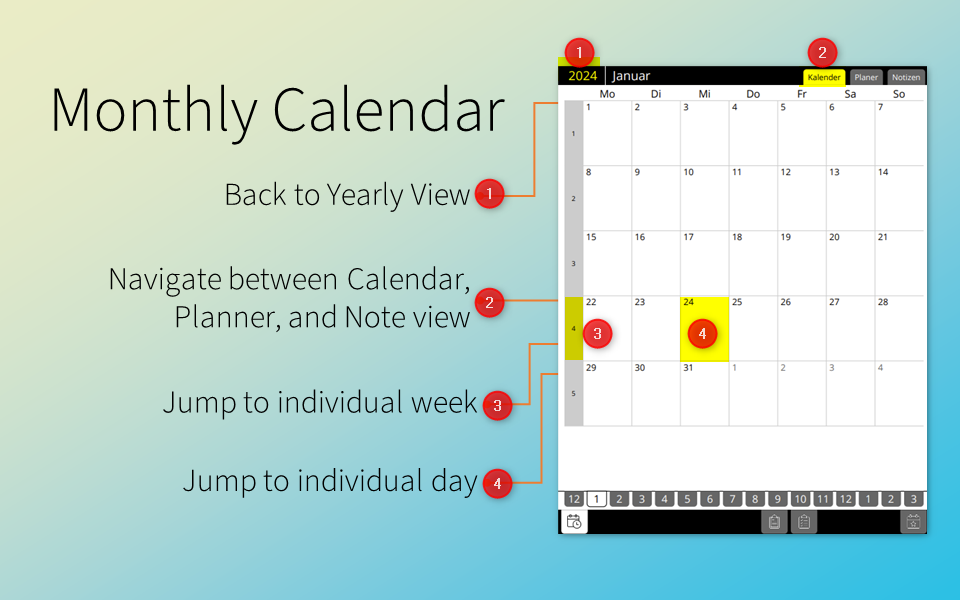 Monthly Calendar
Back to Yearly View 1
Navigate between Calendar,
Planner, and Note view 2
Jump to individual week 3
Jump to individual day 4
1 2
2024 Januar Kalender Planer Notizen
Mo Di Mi Do Fr Sa So
1 1 2 3 4 5 6 7
2 8 9 10 11 12 13 14
3 15 16 17 18 19 20 21
4 22 23 24 25 26 27 28
3 4
5 29 30 31 1 2 3 4
12 1 2 3 4 5 6 7 8 9 10 11 12 1 2 3